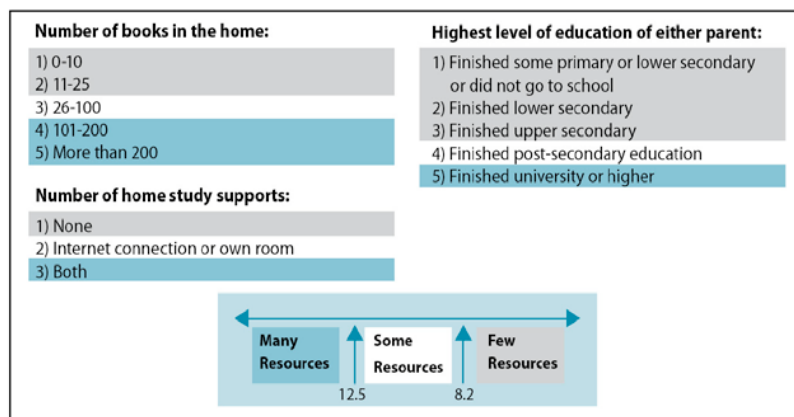 Number of books in the home:
1) 0-10
2) 11-25
3) 26-100
4) 101-200
5) More than 200
Number of home study supports:
1) None
2) Internet connection or own room
3) Both
Highest level of education of either parent:
1) Finished some primary or lower secondary
or did not go to school
2) Finished lower secondary
3) Finished upper secondary
4) Finished post-secondary education
5) Finished university or higher
Many
Resources
Some
Resources
Few
Resources
12.5
8.2